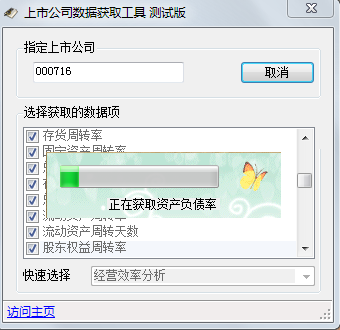 上市公司数据获取工具 测试版
指定上市公司
000716
取消
选择获取的数据项
存货周转率
固定资产周转率
正在获取资产负债率
流动资产周转率
流动资产周转天数
股东权益周转率
快速选择
经营效率分析
访问主页